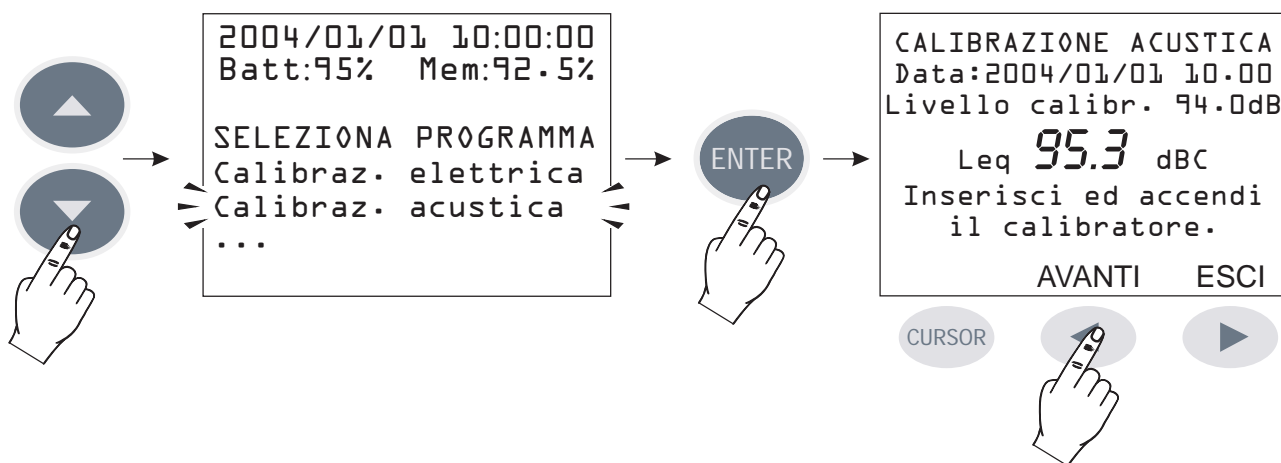 2004/01/01 10:00:00
Batt:95% Mem:92.5%
SELEZIONA PROGRAMMA
Calibraz. elettrica
Calibraz. acustica
...
ENTER
CALIBRAZIONE ACUSTICA
Data:2004/01/01 10.00
Livello calibr. 94.0dB
Leq 95.3 dBC
Inserisci ed accendi
il calibratore.
AVANTI ESCI
CURSOR